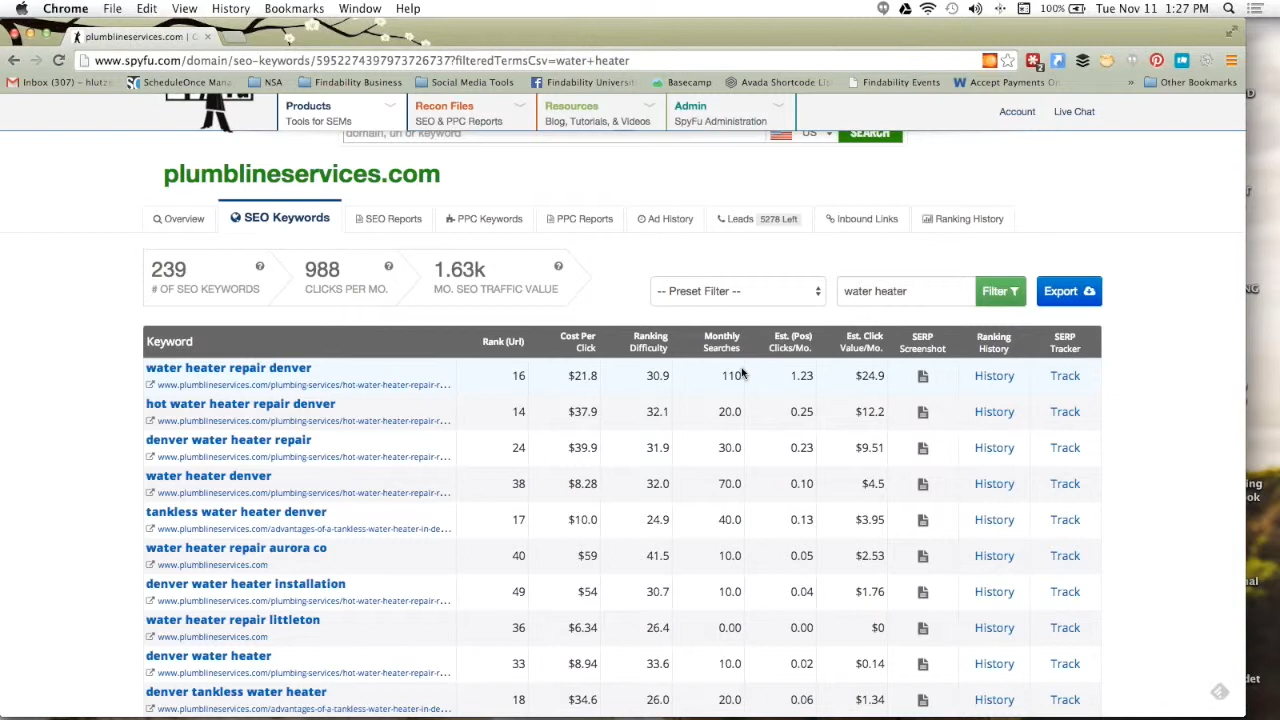 Chrome File Edit View History Bookmarks Window Help 100% Tue Nov 11 1:27 PM
plumblineservices.com | C
www.spyfu.com/domain/seo-keywords/59522743979737267 37?filteredTermsCsv=water+heater
Inbox (307) – hlutze ScheduleOnce Mana NSA Findability Business Social Media Tools Findability Universi Basecamp Avada Shortcode Lis Findability Events Accept Payments On » Other Bookmarks
Products Recon Files Resources Admin
Tools for SEMs SEO & PPC Reports Blog, Tutorials, & Videos SpyFu Administration Account Live Chat
domain, url or keyword US SEARCH
plumblineservices.com
Overview SEO Keywords SEO Reports PPC Keywords PPC Reports Ad History Leads 5278 Left Inbound Links Ranking History
239 988 1.63k
# OF SEO KEYWORDS CLICKS PER MO. MO. SEO TRAFFIC VALUE
-- Preset Filter -- water heater Filter Export
Keyword Rank (Url) Cost Per Click Ranking Difficulty Monthly Searches Est. (Pos) Clicks/Mo. Est. Click Value/Mo. SERP Screenshot Ranking History SERP Tracker
water heater repair denver 16 $21.8 30.9 110 1.23 $24.9 History Track
www.plumblineservices.com/plumbing-services/hot-water-heater-repair-r...
hot water heater repair denver 14 $37.9 32.1 20.0 0.25 $12.2 History Track
www.plumblineservices.com/plumbing-services/hot-water-heater-repair-r...
denver water heater repair 24 $39.9 31.9 30.0 0.23 $9.51 History Track
www.plumblineservices.com/plumbing-services/hot-water-heater-repair-r...
water heater denver 38 $8.28 32.0 70.0 0.10 $4.5 History Track
www.plumblineservices.com/plumbing-services/hot-water-heater-repair-r...
tankless water heater denver 17 $10.0 24.9 40.0 0.13 $3.95 History Track
www.plumblineservices.com/advantages-of-a-tankless-water-heater-in-de...
water heater repair aurora co 40 $59 41.5 10.0 0.05 $2.53 History Track
www.plumblineservices.com
denver water heater installation 49 $54 30.7 10.0 0.04 $1.76 History Track
www.plumblineservices.com/plumbing-services/hot-water-heater-repair-r...
water heater repair littleton 36 $6.34 26.4 0.00 0.00 $0 History Track
www.plumblineservices.com
denver water heater 33 $8.94 33.6 10.0 0.02 $0.14 History Track
www.plumblineservices.com/plumbing-services/hot-water-heater-repair-r...
denver tankless water heater 18 $34.6 26.0 20.0 0.06 $1.34 History Track
www.plumblineservices.com/advantages-of-a-tankless-water-heater-in-de...